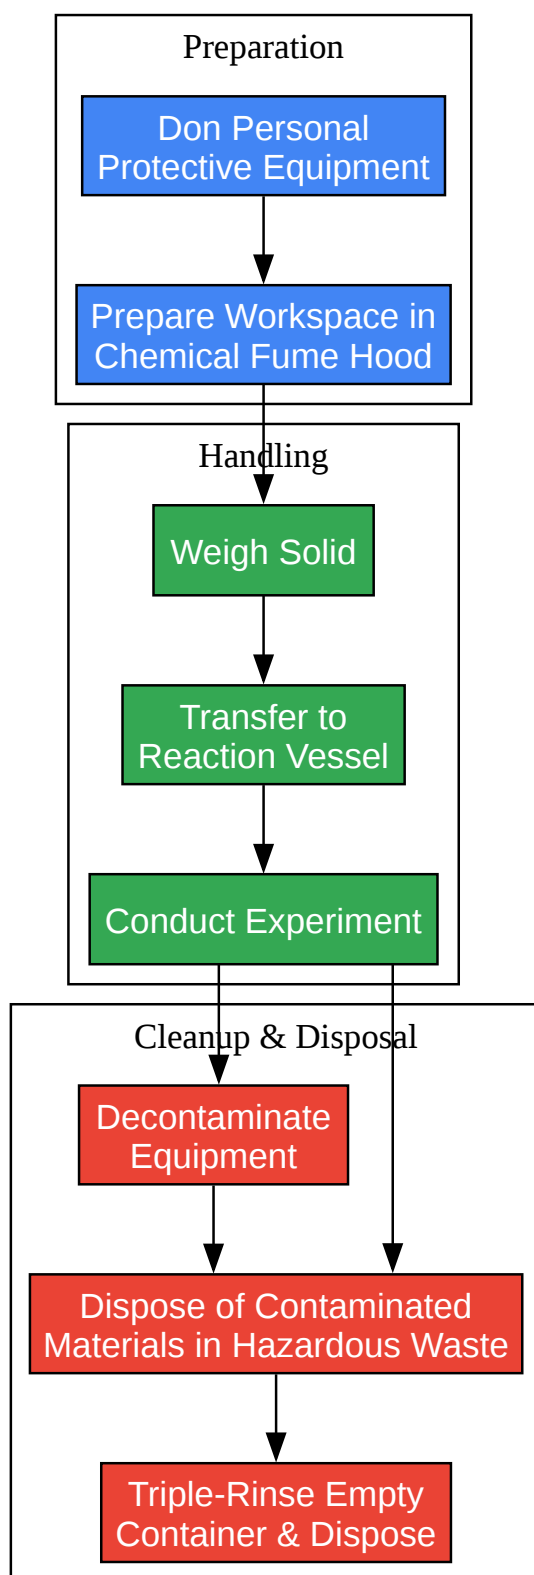 Preparation
Don Personal
Protective Equipment
Prepare Workspace in
Chemical Fume Hood
Handling
Weigh Solid
Transfer to
Reaction Vessel
Conduct Experiment
Cleanup & Disposal
Decontaminate
Equipment
Dispose of Contaminated
Materials in Hazardous Waste
Triple-Rinse Empty
Container & Dispose